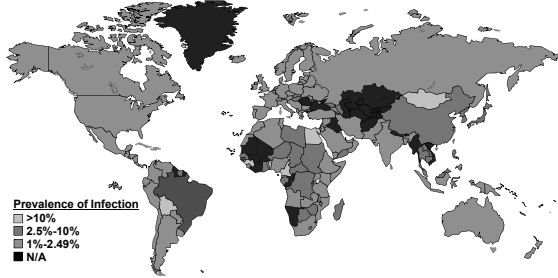 Prevalence of Infection
>10%
2.5%-10%
1%-2.49%
N/A